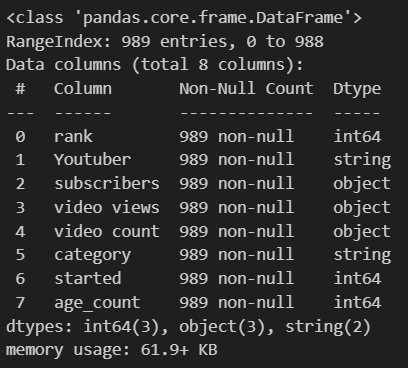 <class 'pandas.core.frame.DataFrame'>
RangeIndex: 989 entries, 0 to 988
Data columns (total 8 columns):
 #   Column       Non-Null Count  Dtype
---  ------       --------------  -----
 0   rank         989 non-null    int64
 1   Youtuber     989 non-null    string
 2   subscribers  989 non-null    object
 3   video views  989 non-null    object
 4   video count  989 non-null    object
 5   category     989 non-null    string
 6   started      989 non-null    int64
 7   age_count    989 non-null    int64
dtypes: int64(3), object(3), string(2)
memory usage: 61.9+ KB